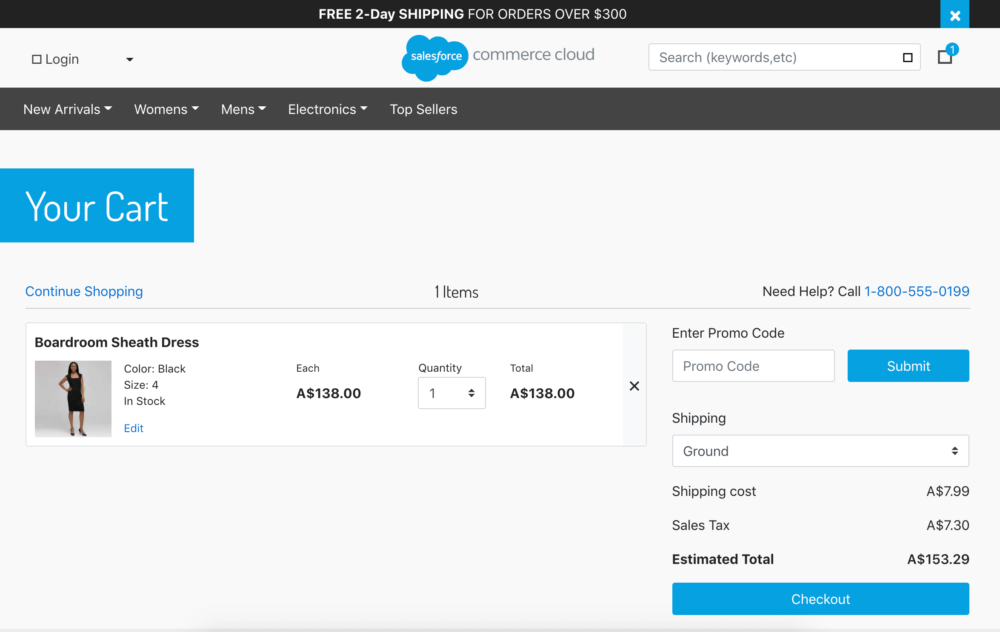 FREE 2-Day SHIPPING FOR ORDERS OVER $300
Login
salesforce commerce cloud
Search (keywords,etc)
1
New Arrivals
Womens
Mens
Electronics
Top Sellers
Your Cart
Continue Shopping
1 Items
Need Help? Call 1-800-555-0199
Boardroom Sheath Dress
Color: Black
Size: 4
In Stock
Edit
Each
A$138.00
Quantity
1
Total
A$138.00
Enter Promo Code
Promo Code
Submit
Shipping
Ground
Shipping cost A$7.99
Sales Tax A$7.30
Estimated Total A$153.29
Checkout